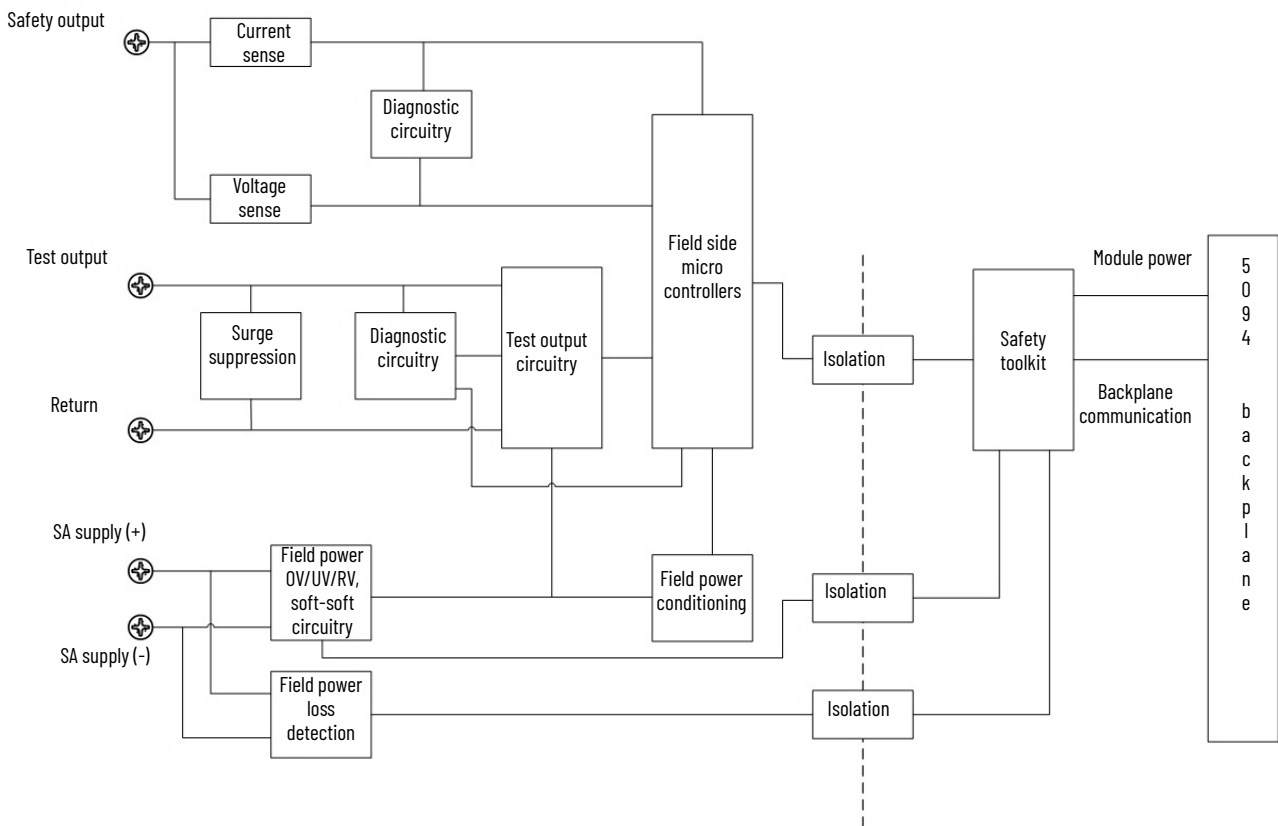 Safety output
Current
sense
Diagnostic
circuitry
Voltage
sense
Test output
Surge
suppression
Diagnostic
circuitry
Test output
circuitry
Field side
micro
controllers
Return
Isolation
Safety
toolkit
Module power
Backplane
communication
5
0
9
4
b
a
c
k
p
l
a
n
e
SA supply (+)
SA supply (-)
Field power
OV/UV/RV,
soft-soft
circuitry
Field power
conditioning
Isolation
Field power
loss
detection
Isolation